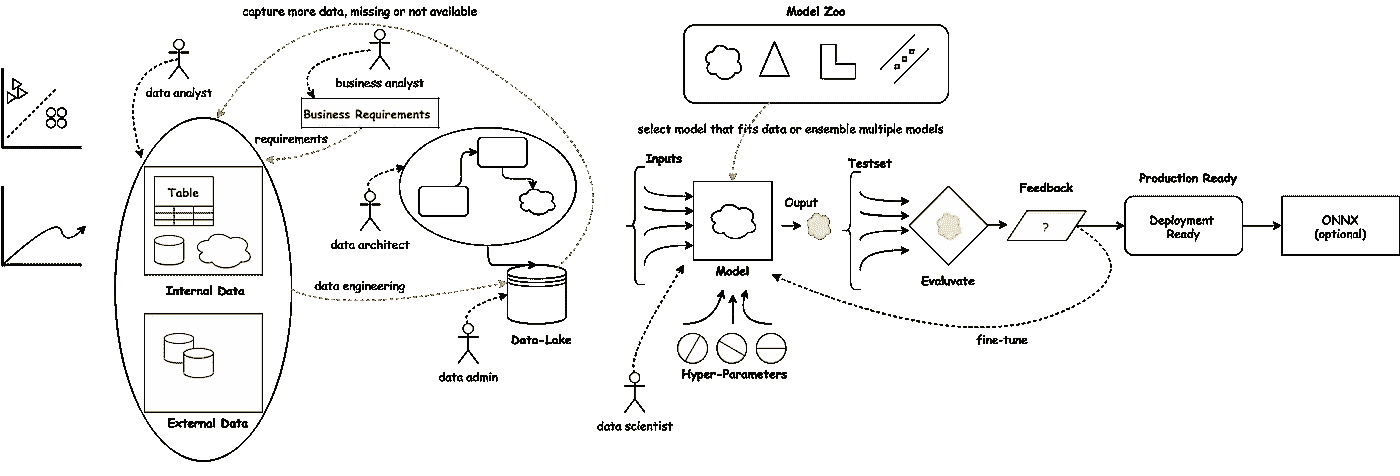 capture more data, missing or not available
data analyst
business analyst
Business Requirements
requirements
Table
Internal Data
External Data
data engineering
data architect
data admin
Data-Lake
Model Zoo
select model that fits data or ensemble multiple models
Inputs
Model
Ouput
Hyper-Parameters
data scientist
Testset
Evaluvate
Feedback
?
fine-tune
Production Ready
Deployment
Ready
ONNX
(optional)